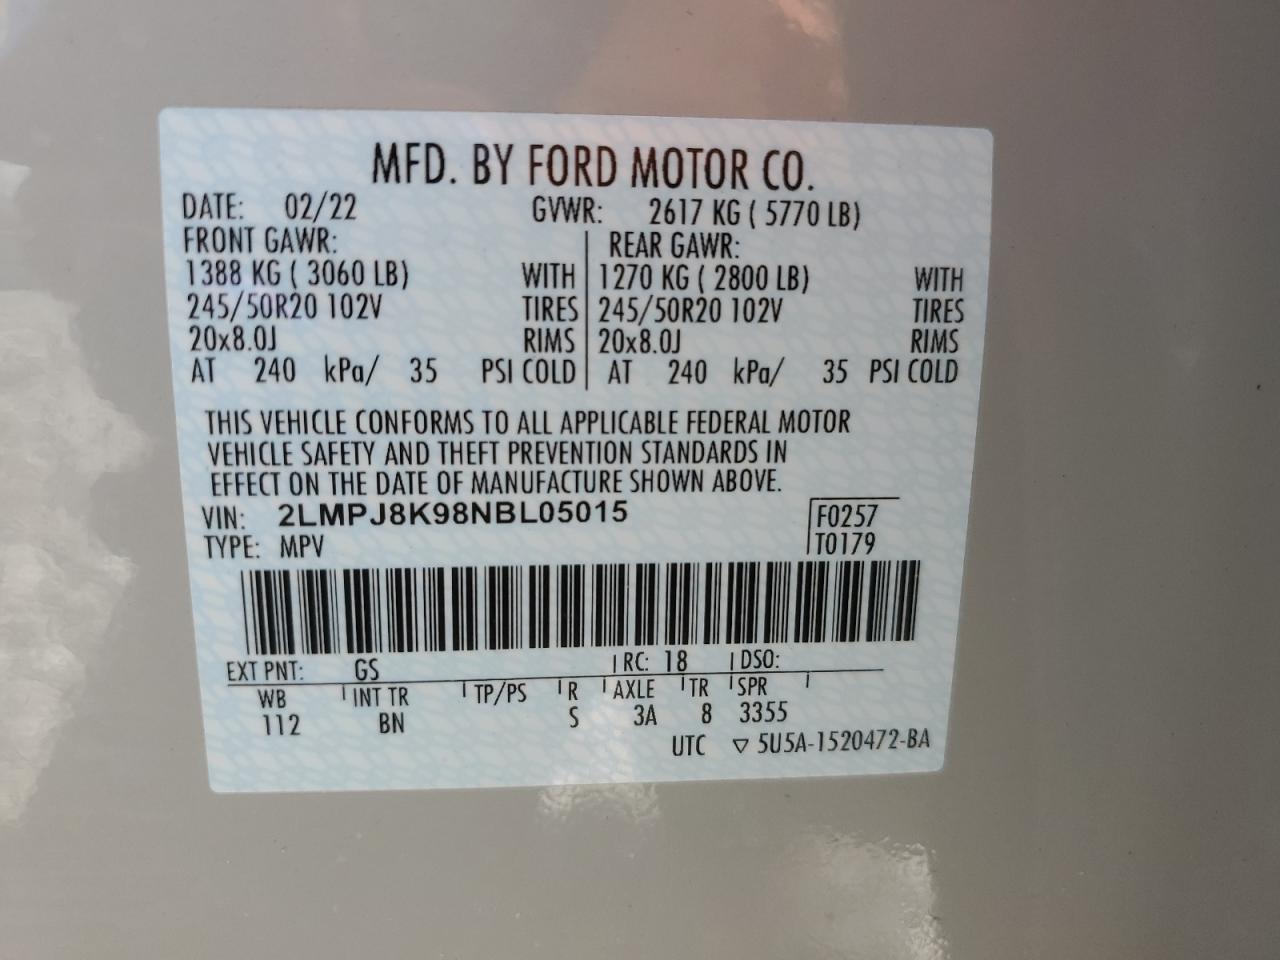 MFD. BY FORD MOTOR CO.
DATE: 02/22 GVWR: 2617 KG ( 5770 LB)
FRONT GAWR: REAR GAWR:
1388 KG ( 3060 LB) WITH 1270 KG ( 2800 LB) WITH
245/50R20 102V TIRES 245/50R20 102V TIRES
20x8.0J RIMS 20x8.0J RIMS
AT 240 kPa/ 35 PSI COLD AT 240 kPa/ 35 PSI COLD
THIS VEHICLE CONFORMS TO ALL APPLICABLE FEDERAL MOTOR
VEHICLE SAFETY AND THEFT PREVENTION STANDARDS IN
EFFECT ON THE DATE OF MANUFACTURE SHOWN ABOVE.
VIN: 2LMPJ8K98NBL05015 F0257
TYPE: MPV T0179
EXT PNT: GS RC: 18 DSO:
WB INT TR TP/PS R AXLE TR SPR
112 BN S 3A 8 3355
UTC ▽ 5U5A-1520472-BA